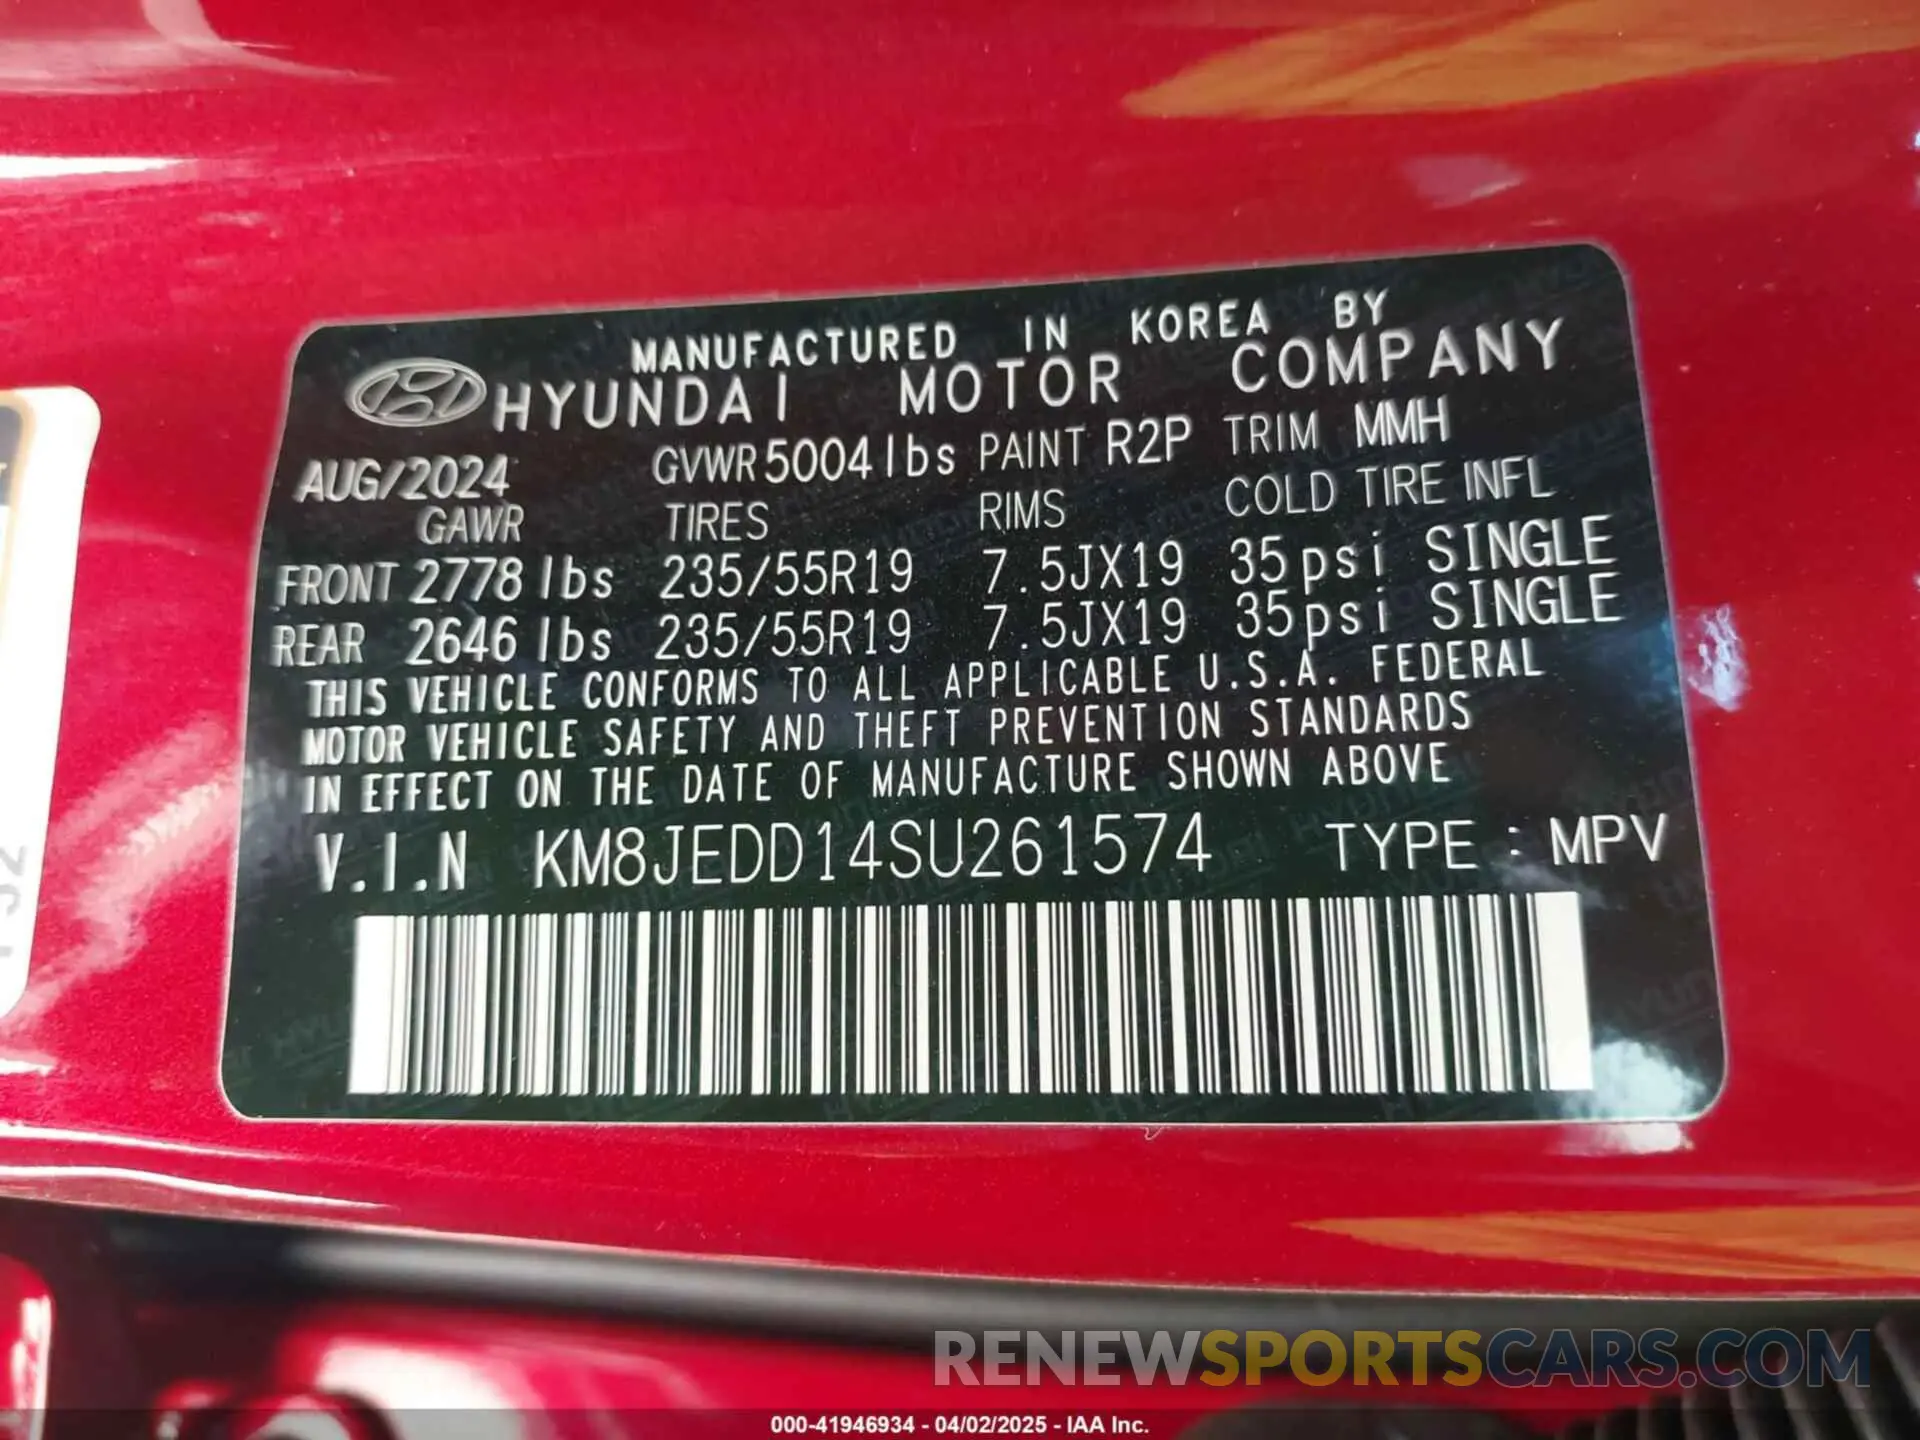 MANUFACTURED IN KOREA BY
HYUNDAI MOTOR COMPANY
AUG/2024 GVWR 5004 lbs PAINT R2P TRIM MMH
GAWR TIRES RIMS COLD TIRE INFL
FRONT 2778 lbs 235/55R19 7.5JX19 35psi SINGLE
REAR 2646 lbs 235/55R19 7.5JX19 35psi SINGLE
THIS VEHICLE CONFORMS TO ALL APPLICABLE U.S.A. FEDERAL
MOTOR VEHICLE SAFETY AND THEFT PREVENTION STANDARDS
IN EFFECT ON THE DATE OF MANUFACTURE SHOWN ABOVE
V.I.N KM8JEDD14SU261574 TYPE : MPV
RENEWSPORTSCARS.COM
000-41946934 - 04/02/2025 - IAA Inc.